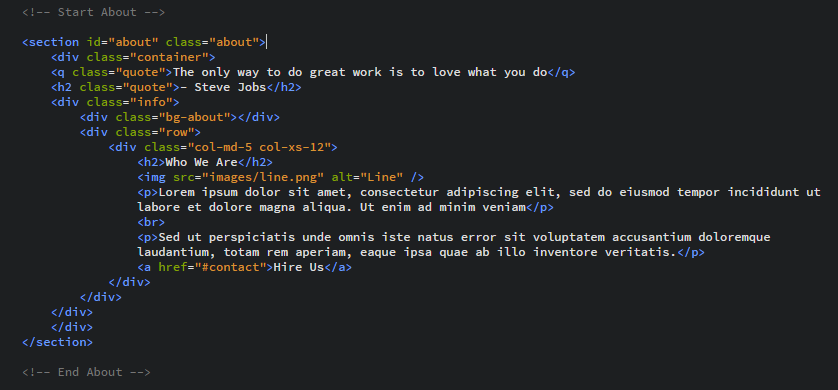 <!-- Start About -->
<section id="about" class="about">
<div class="container">
<q class="quote">The only way to do great work is to love what you do</q>
<h2 class="quote">- Steve Jobs</h2>
<div class="info">
<div class="bg-about"></div>
<div class="row">
<div class="col-md-5 col-xs-12">
<h2>Who We Are</h2>
<img src="images/line.png" alt="Line" />
<p>Lorem ipsum dolor sit amet, consectetur adipiscing elit, sed do eiusmod tempor incididunt ut
labore et dolore magna aliqua. Ut enim ad minim veniam</p>
<br>
<p>Sed ut perspiciatis unde omnis iste natus error sit voluptatem accusantium doloremque
laudantium, totam rem aperiam, eaque ipsa quae ab illo inventore veritatis.</p>
<a href="#contact">Hire Us</a>
</div>
</div>
</div>
</div>
</section>
<!-- End About -->